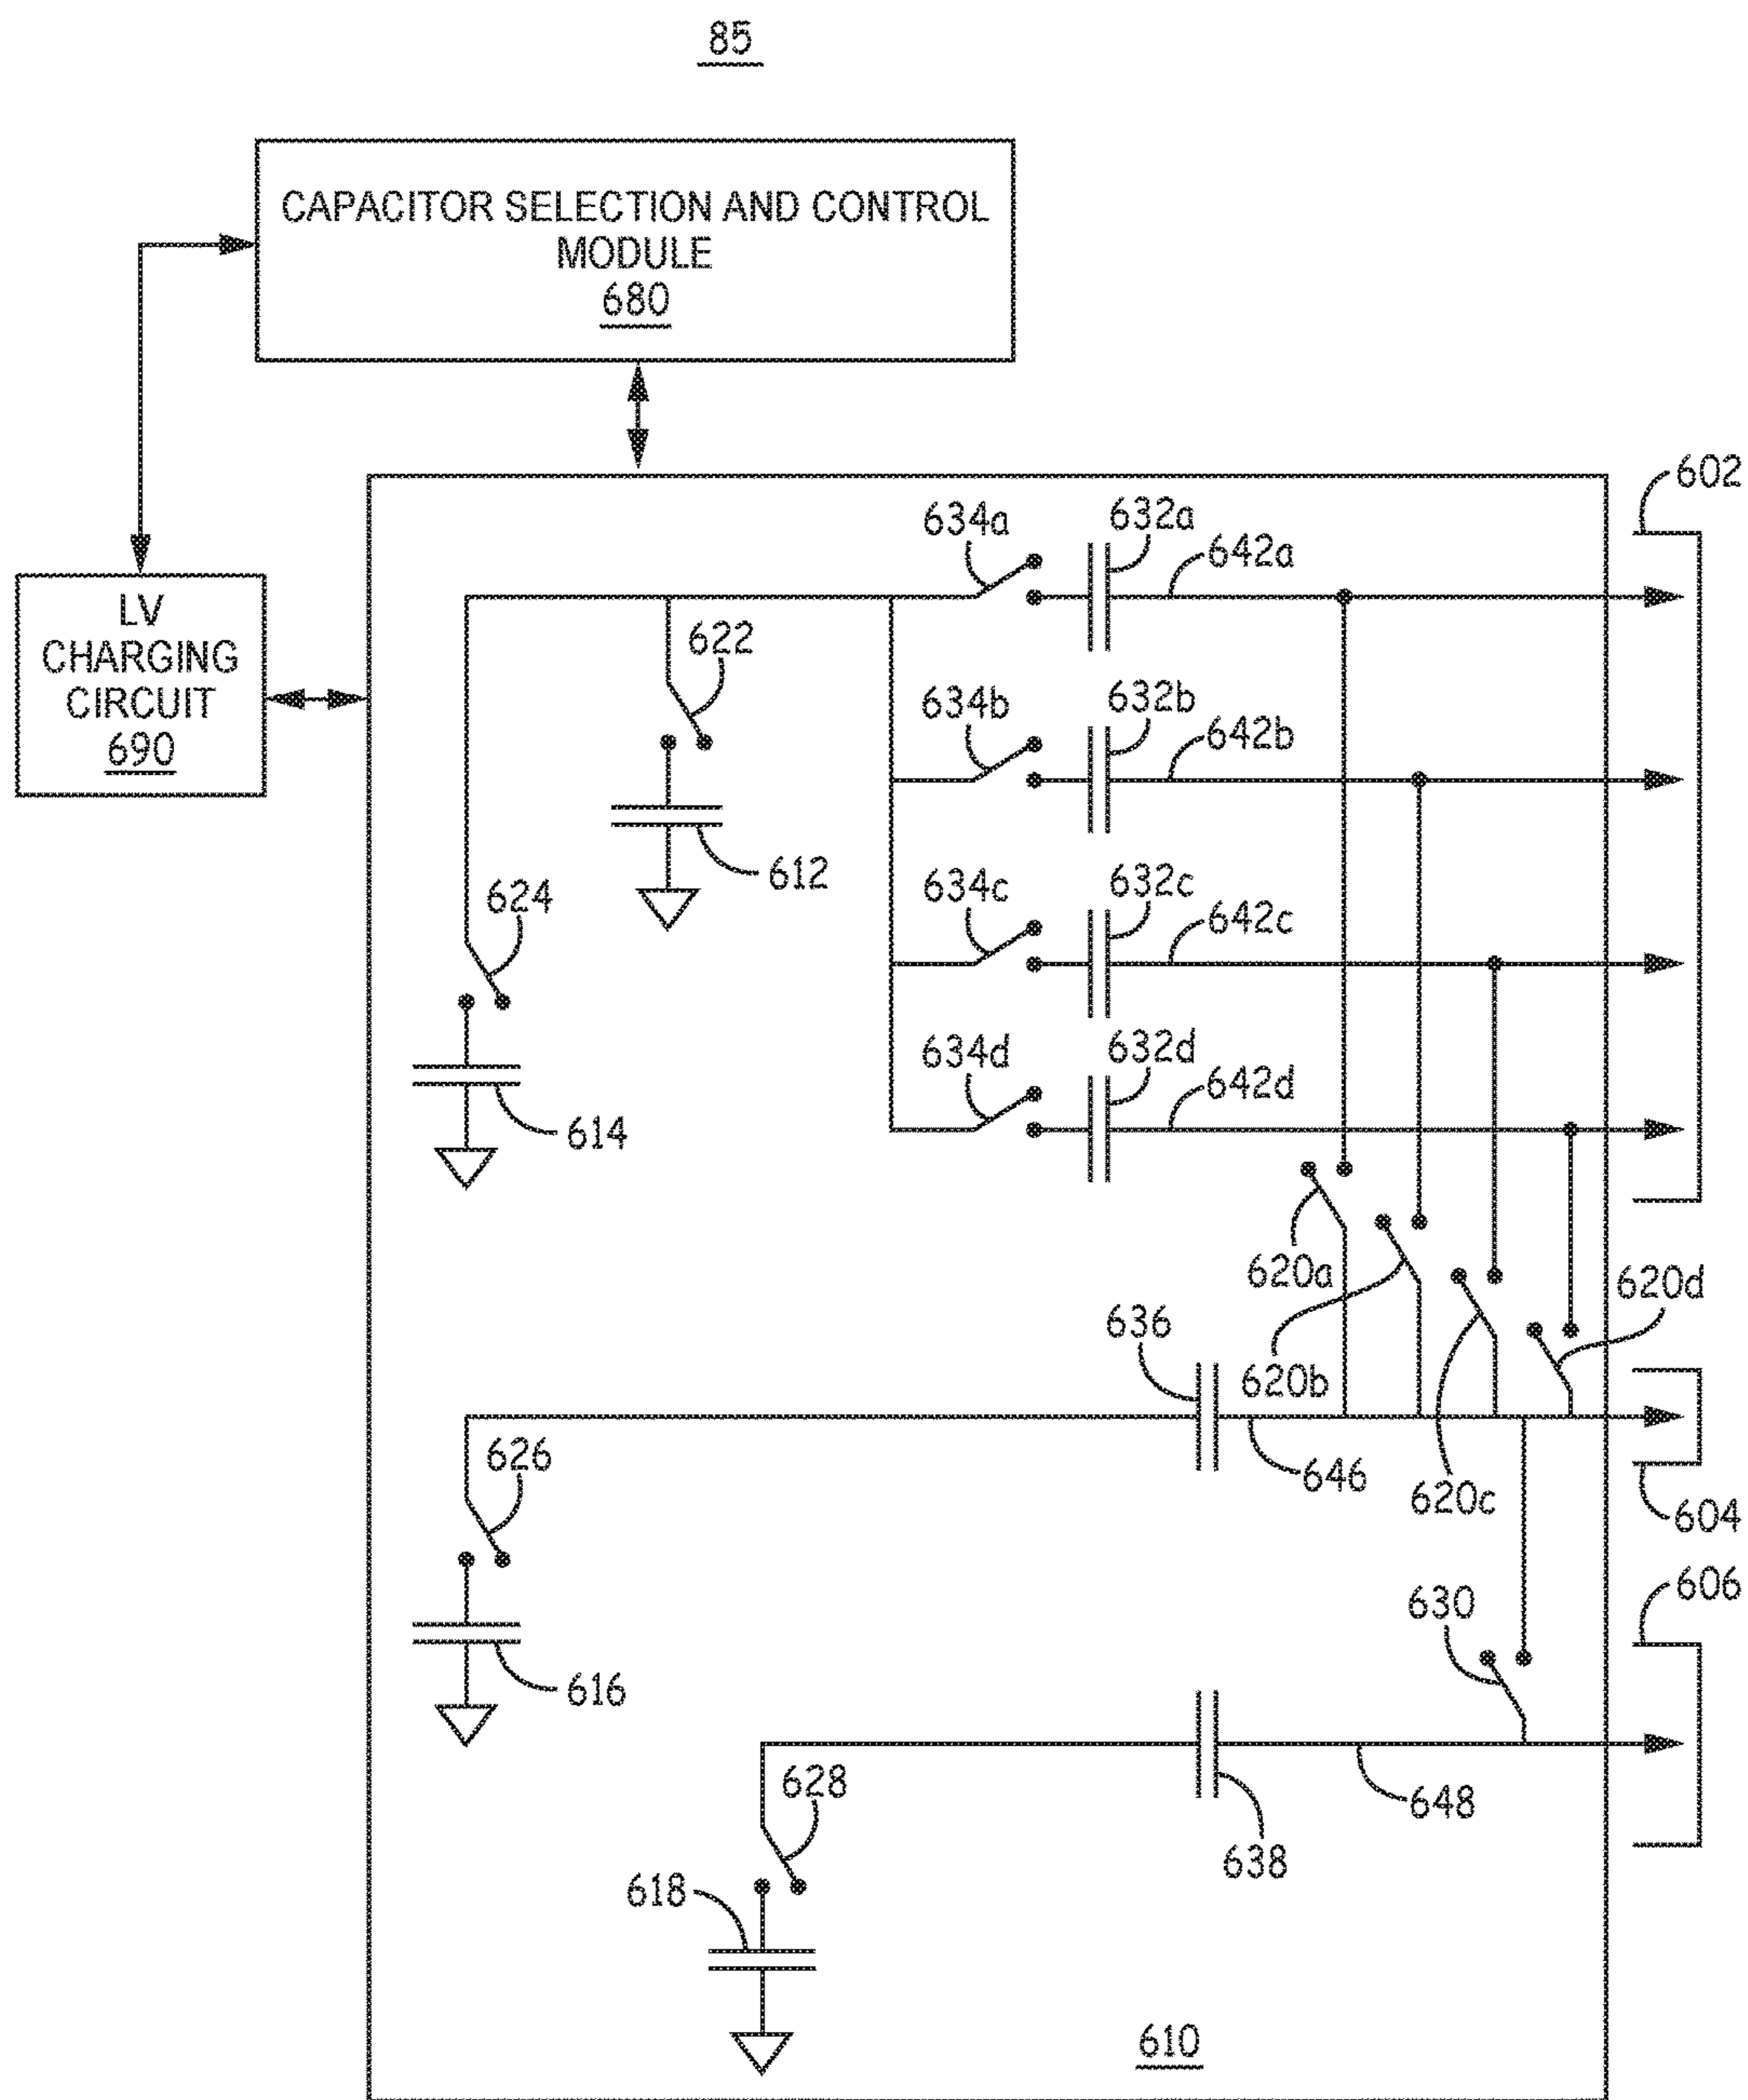 85
CAPACITOR SELECTION AND CONTROL
MODULE
680
602
634a
632a
642a
LV
CHARGING
CIRCUIT
690
622
634b
632b
642b
612
624
634c
632c
642c
634d
632d
642d
614
620a
620d
636
620b
626
646
620c
604
606
630
616
628
648
638
618
610